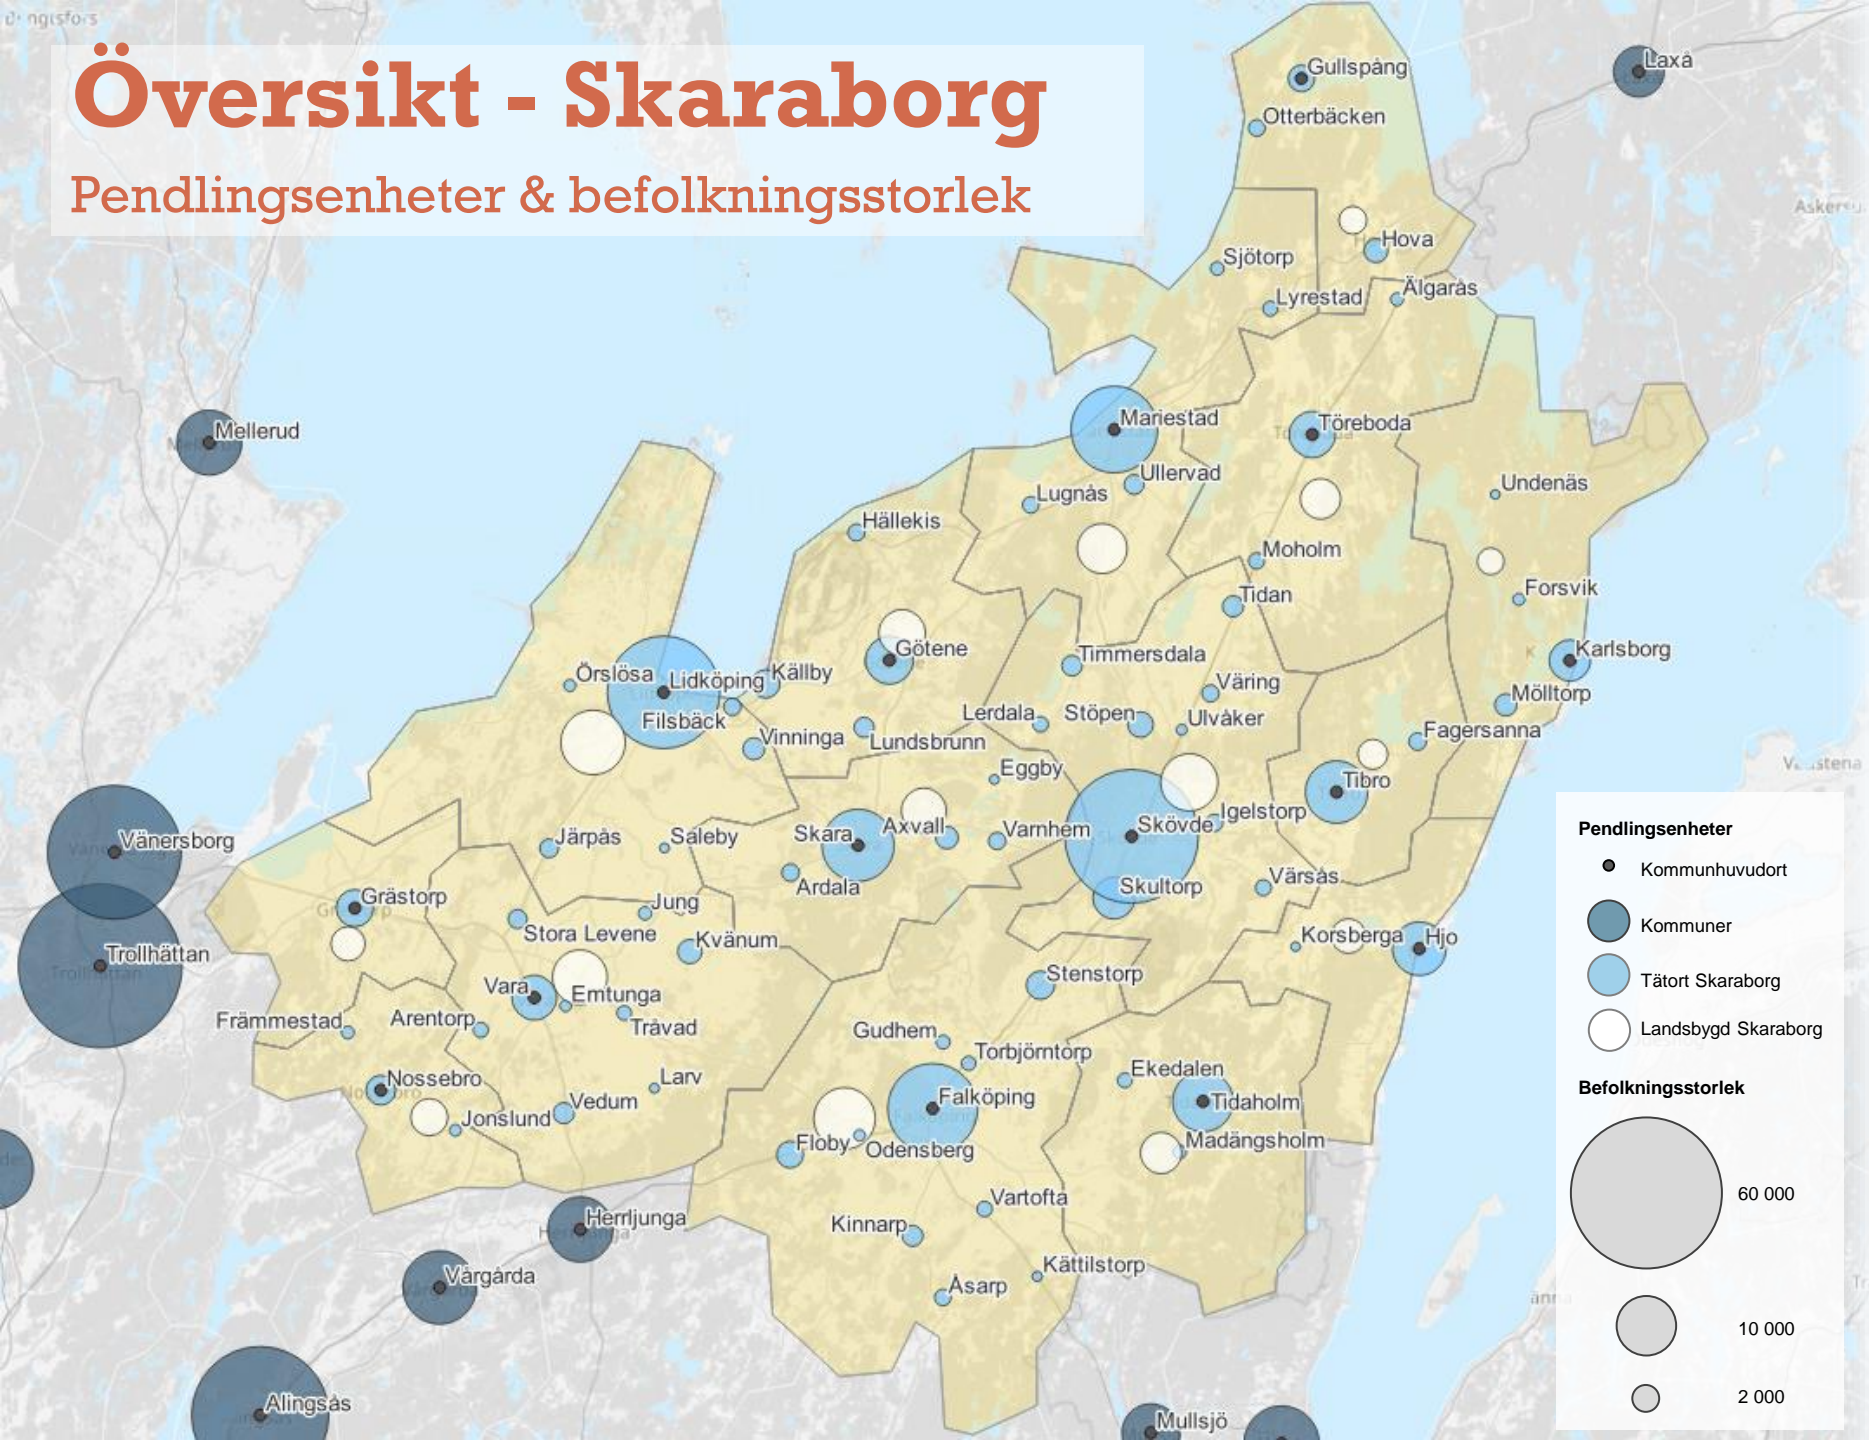 Översikt - Skaraborg
Pendlingsenheter & befolkningsstorlek
Gullspång
Laxå
Otterbäcken
Hova
Sjötorp
Älgarås
Lyrestad
Mellerud
Mariestad
Töreboda
Ullervad
Lugnås
Undenäs
Hällekis
Moholm
Tidan
Forsvik
Götene
Timmersdala
Karlsborg
Örslösa
Lidköping
Källby
Väring
Mölltorp
Filsbäck
Lerdala
Stöpen
Ulvåker
Vinninga
Lundsbrunn
Fagersanna
Eggby
Tibro
Igelstorp
Vänersborg
Järpås
Saleby
Skara
Axvall
Varnhem
Skövde
Ardala
Skultorp
Värsås
Grästorp
Jung
Stora Levene
Kvänum
Korsberga
Hjo
Trollhättan
Stenstorp
Vara
Emtunga
Främmestad
Arentorp
Tråvad
Gudhem
Torbjörntorp
Nossebro
Larv
Ekedalen
Vedum
Falköping
Tidaholm
Jonslund
Floby
Odensberg
Madängsholm
Vartofta
Herrljunga
Kinnarp
Vårgårda
Kättilstorp
Åsarp
Alingsås
Mullsjö
Pendlingsenheter
Kommunhuvudort
Kommuner
Tätort Skaraborg
Landsbygd Skaraborg
Befolkningsstorlek
60 000
10 000
2 000